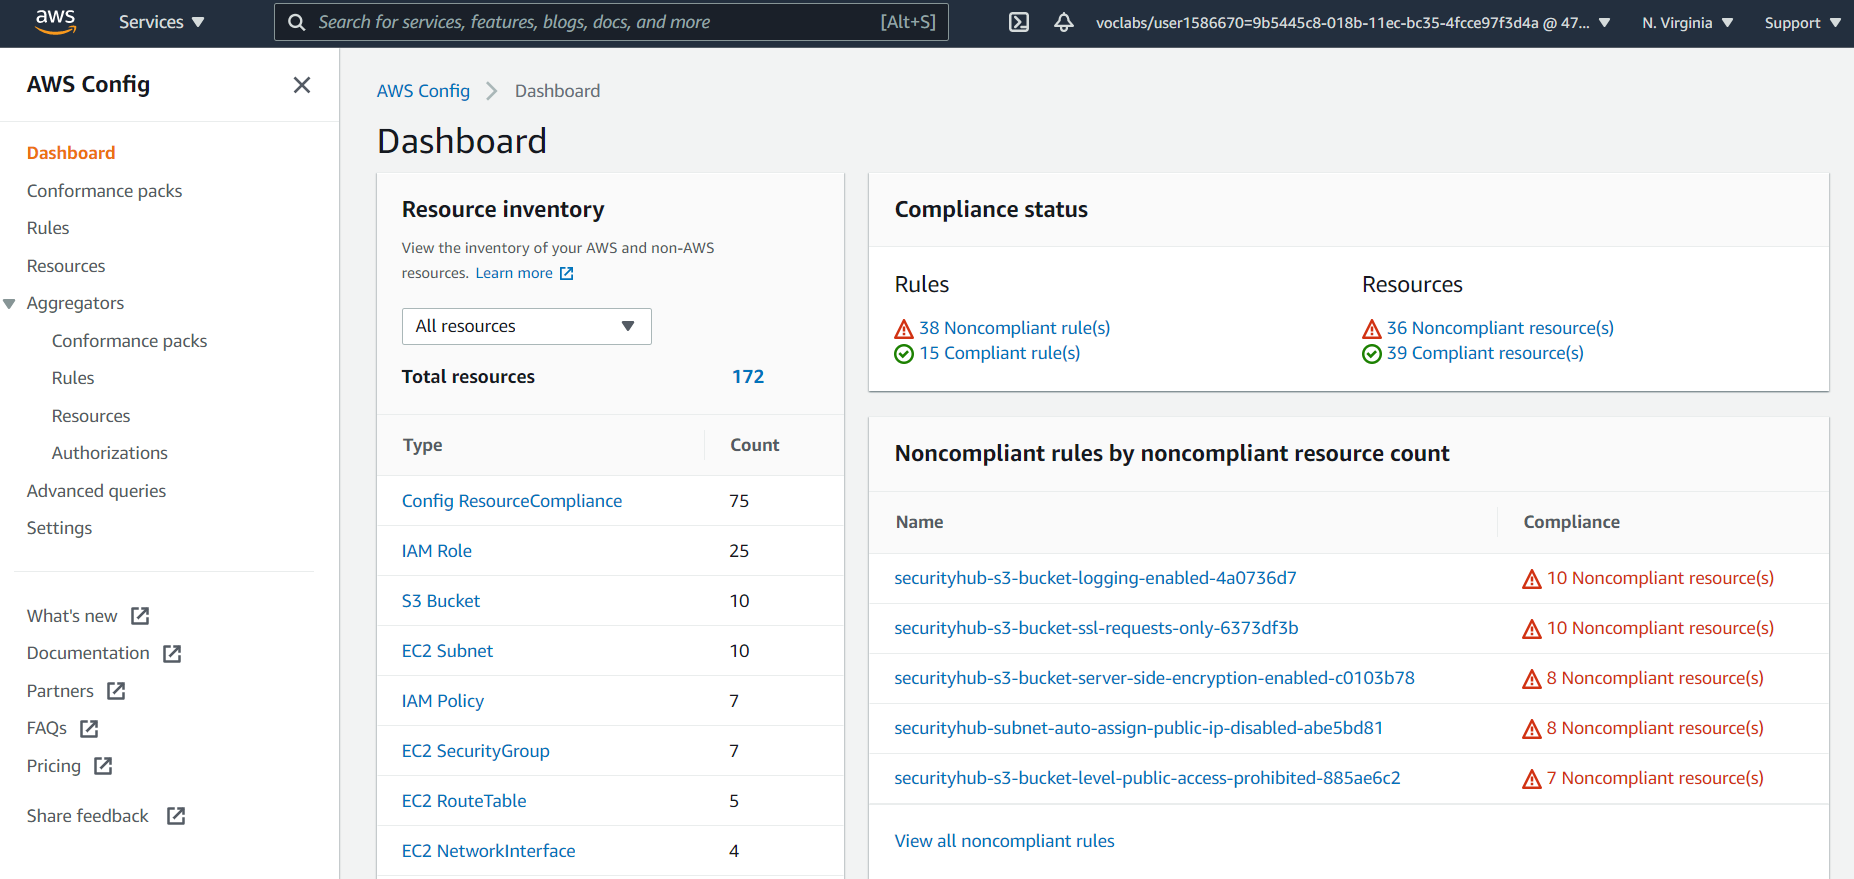 aws
Services
Search for services, features, blogs, docs, and more [Alt+S]
voclabs/user1586670=9b5445c8-018b-11ec-bc35-4fcce97f3d4a @ 47...
N. Virginia
Support
AWS Config
Dashboard
Conformance packs
Rules
Resources
Aggregators
Conformance packs
Rules
Resources
Authorizations
Advanced queries
Settings
What's new
Documentation
Partners
FAQs
Pricing
Share feedback
AWS Config > Dashboard
Dashboard
Resource inventory
View the inventory of your AWS and non-AWS
resources. Learn more
All resources
Total resources 172
Type Count
Config ResourceCompliance 75
IAM Role 25
S3 Bucket 10
EC2 Subnet 10
IAM Policy 7
EC2 SecurityGroup 7
EC2 RouteTable 5
EC2 NetworkInterface 4
Compliance status
Rules
38 Noncompliant rule(s)
15 Compliant rule(s)
Resources
36 Noncompliant resource(s)
39 Compliant resource(s)
Noncompliant rules by noncompliant resource count
Name Compliance
securityhub-s3-bucket-logging-enabled-4a0736d7 10 Noncompliant resource(s)
securityhub-s3-bucket-ssl-requests-only-6373df3b 10 Noncompliant resource(s)
securityhub-s3-bucket-server-side-encryption-enabled-c0103b78 8 Noncompliant resource(s)
securityhub-subnet-auto-assign-public-ip-disabled-abe5bd81 8 Noncompliant resource(s)
securityhub-s3-bucket-level-public-access-prohibited-885ae6c2 7 Noncompliant resource(s)
View all noncompliant rules